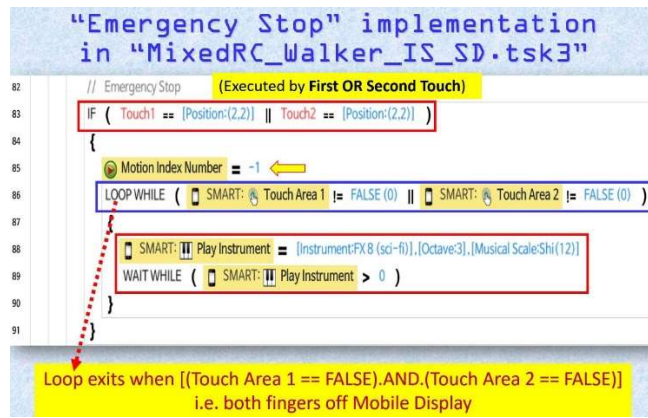 “Emergency Stop” implementation
in “MixedRC_Walker_IS_SD.tsk3”
82 // Emergency Stop (Executed by First OR Second Touch)
83 IF ( Touch1 == [Position:(2,2)] || Touch2 == [Position:(2,2)] )
84 {
85 Motion Index Number = -1
86 LOOP WHILE ( SMART: Touch Area 1 != FALSE (0) || SMART: Touch Area 2 != FALSE (0) )
87 {
88 SMART: Play Instrument = [Instrument:FX 8 (sci-fi)],[Octave:3],[Musical Scale:Shi(12)]
89 WAIT WHILE ( SMART: Play Instrument > 0 )
90 }
91 }
Loop exits when [(Touch Area 1 == FALSE).AND.(Touch Area 2 == FALSE)]
i.e. both fingers off Mobile Display